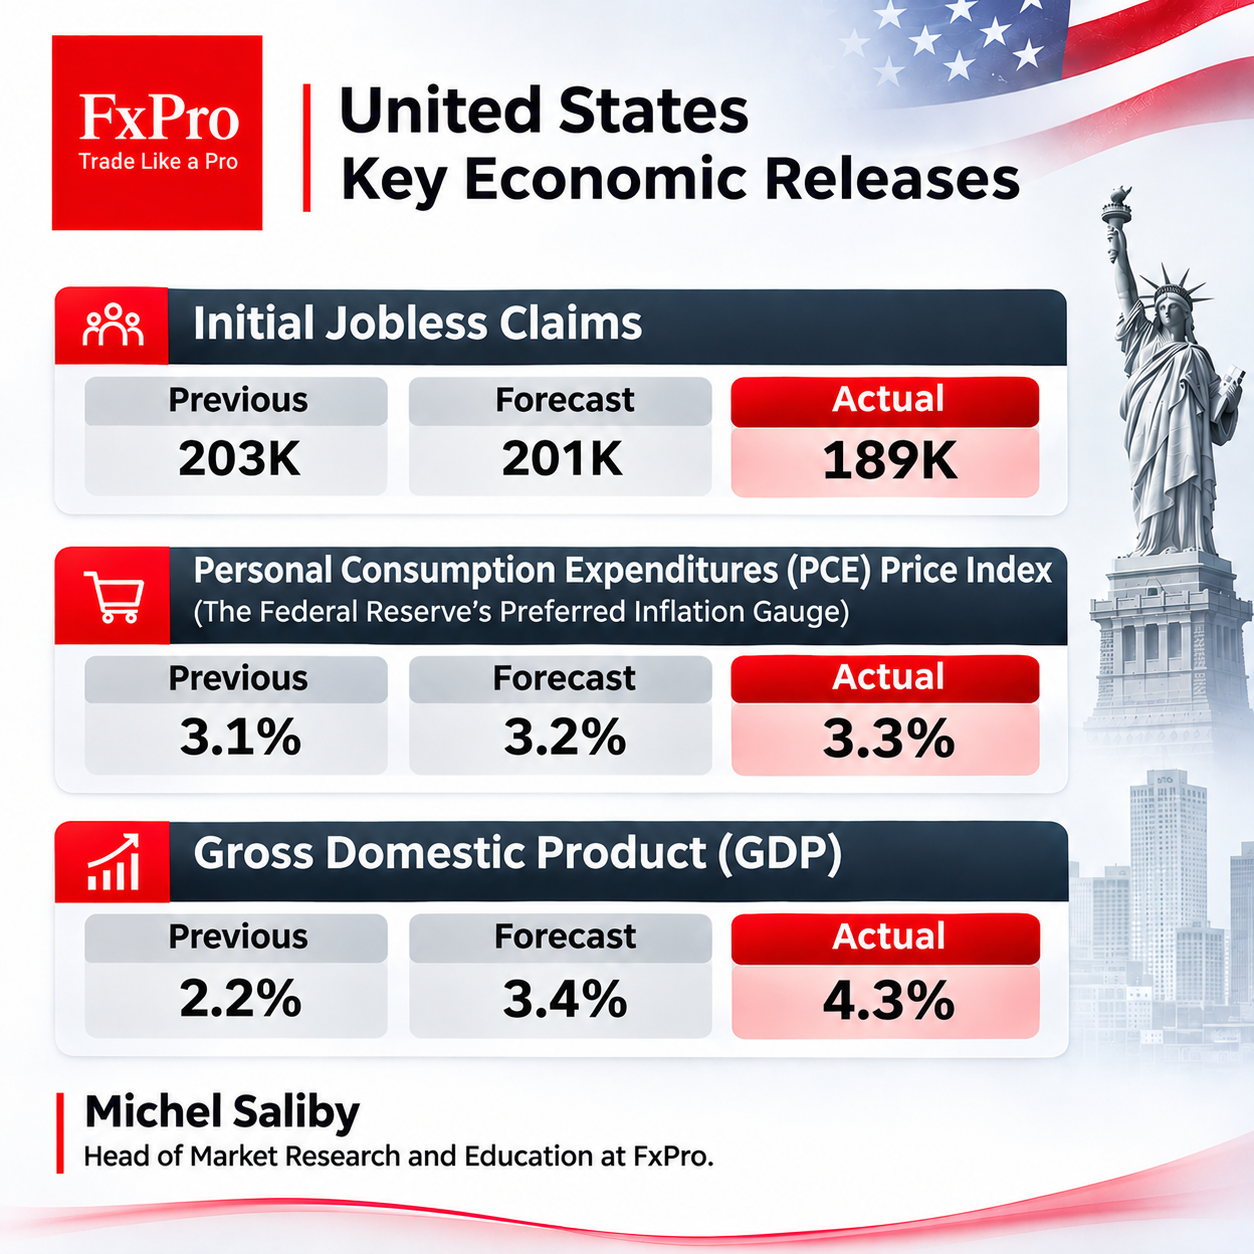 FxPro
Trade Like a Pro
United States
Key Economic Releases
Initial Jobless Claims
Previous
Forecast
Actual
203K
201K
189K
Personal Consumption Expenditures (PCE) Price Index
(The Federal Reserve's Preferred Inflation Gauge)
Previous
Forecast
Actual
3.1%
3.2%
3.3%
Gross Domestic Product (GDP)
Previous
Forecast
Actual
2.2%
3.4%
4.3%
Michel Saliby
Head of Market Research and Education at FxPro.